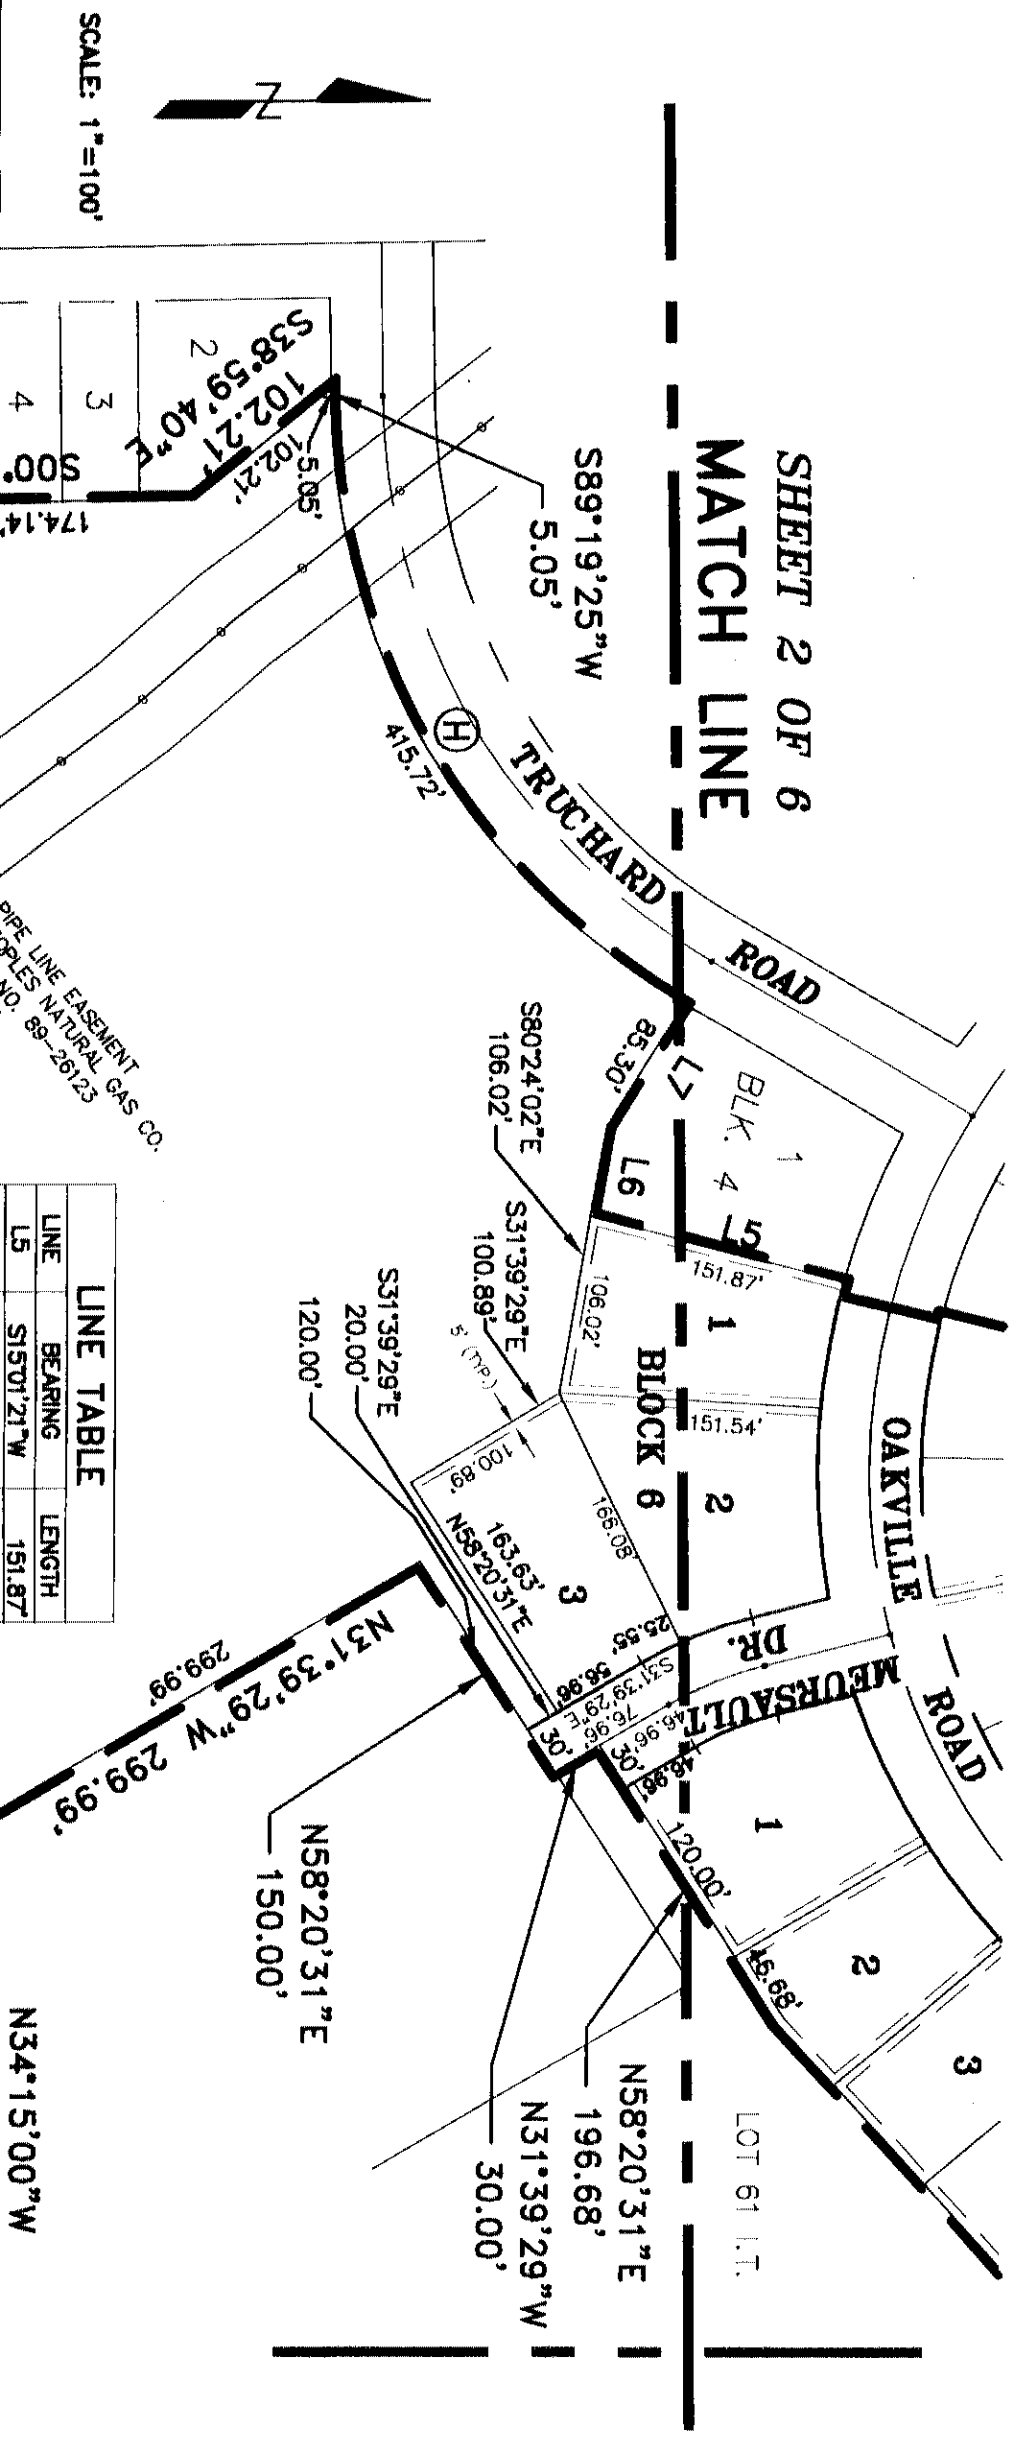 SHEET 2 OF 6
MATCH LINE
SCALE: 1"=100'
N
TRUCHARD
ROAD
S89°19'25"W
5.05'
H
415.72'
2
3
4
S38°59'40"E
102.21'
102.21'
5.05'
S00°
174.14'
PIPE LINE EASEMENT
NATURAL GAS CO.
NO. 89-26123
1
BLK. 4
L7
85.30'
L6
L5
151.87'
S80°24'02"E
106.02'
106.02'
S31°39'29"E
100.89'
5' (TYP.)
100.89'
1
151.54'
BLOCK 6
2
166.08'
3
163.63'
N58°20'31"E
S31°39'29"E
20.00'
120.00'
25.55'
56.96'
S31°39'29"E
76.96'
46.96'
46.96'
30'
30'
OAKVILLE
ROAD
MEURSAULT
DR.
1
120.00'
2
46.68'
3
LOT 61 I.T.
N58°20'31"E
196.68'
N31°39'29"W
30.00'
N58°20'31"E
150.00'
N31°39'29"W 299.99'
299.99'
N34°15'00"W
LINE TABLE
LINE BEARING LENGTH
L5 S15°01'21"W 151.87'